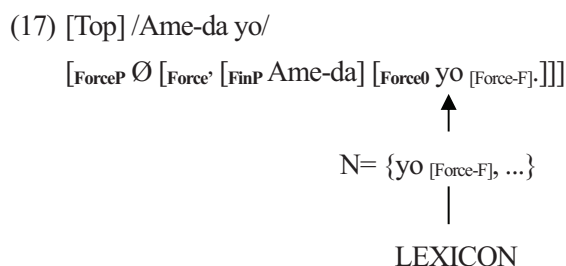 (17) [Top] /Ame-da yo/
[ForceP Ø [Force' [FinP Ame-da] [Force0 yo [Force-F].]]]
N= {yo [Force-F], ...}
LEXICON